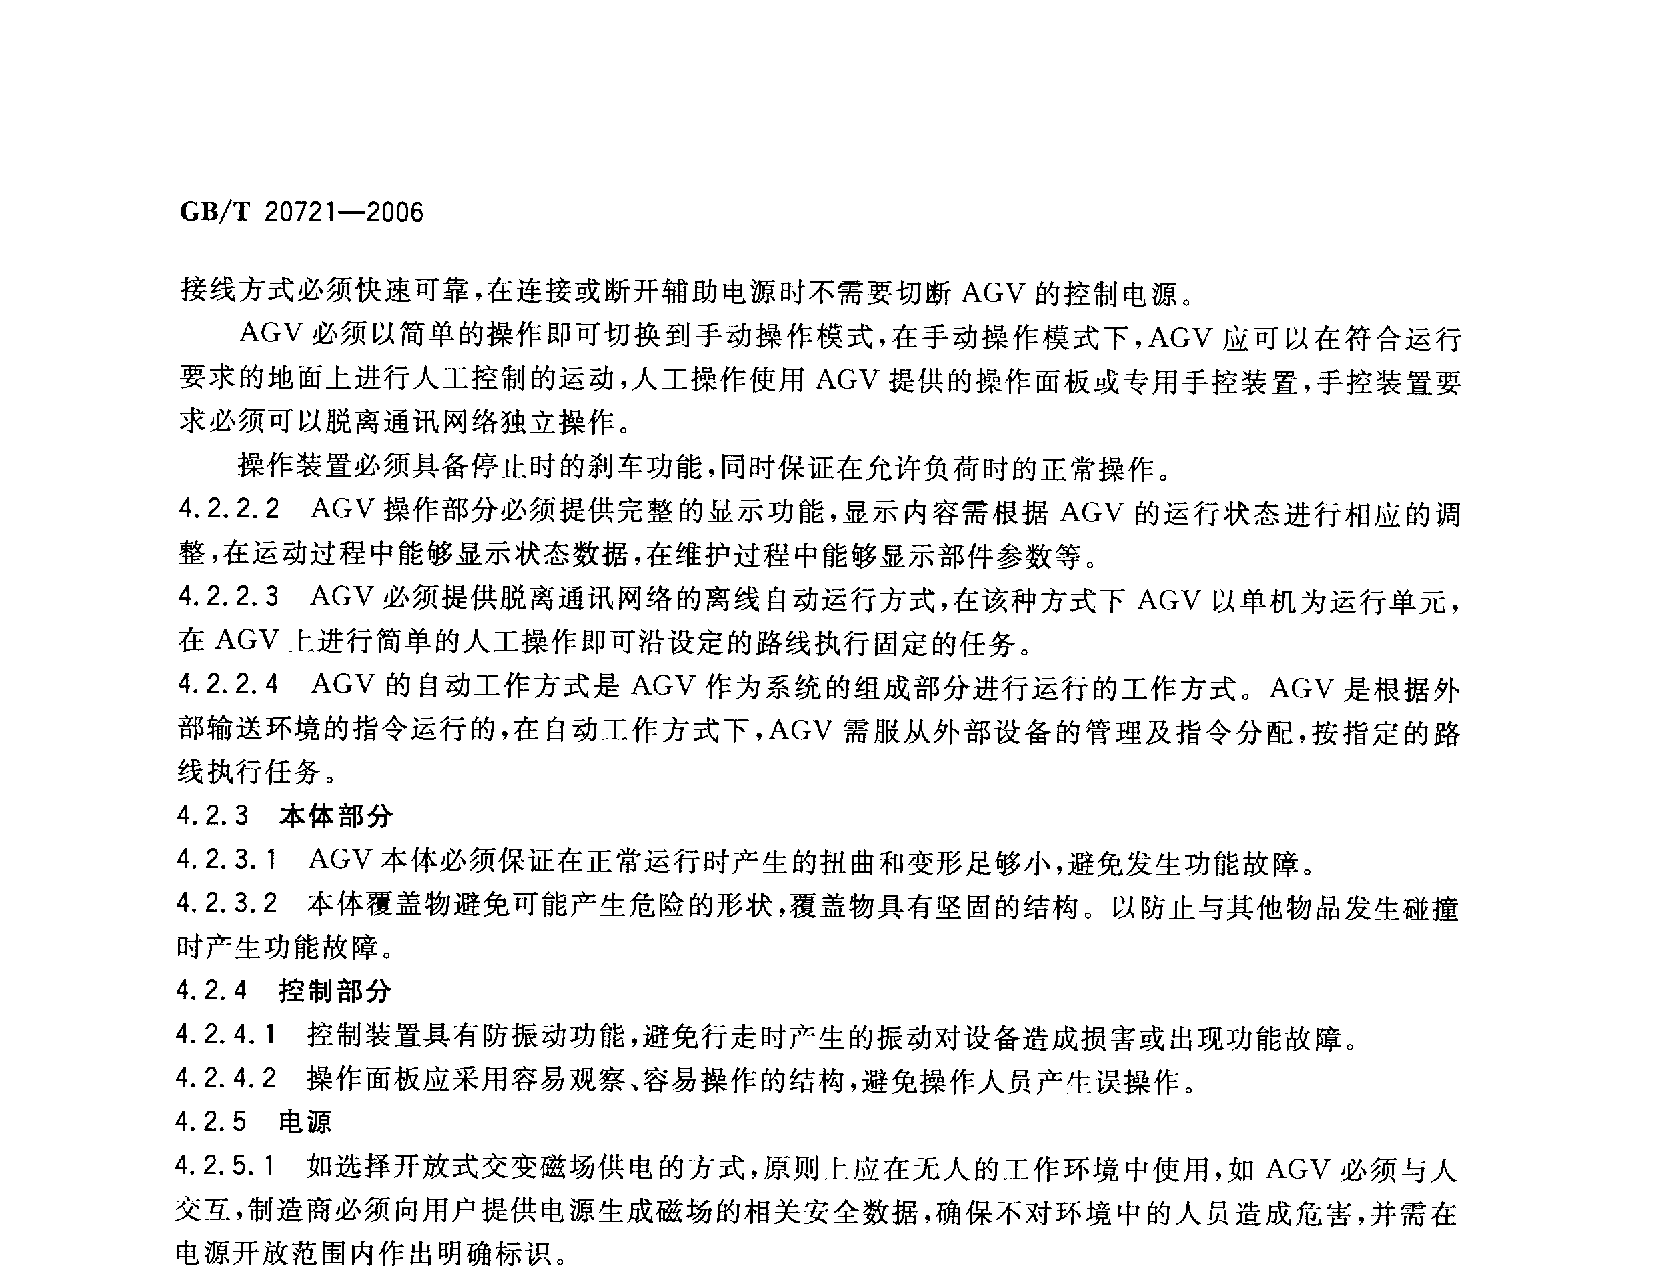 GB/T 20721—2006
接线方式必须快速可靠,在连接或断开辅助电源时不需要切断 AGV 的控制电源。
AGV 必须以简单的操作即可切换到手动操作模式,在手动操作模式下,AGV 应可以在符合运行
要求的地面上进行人工控制的运动,人工操作使用 AGV 提供的操作面板或专用手控装置,手控装置要
求必须可以脱离通讯网络独立操作。
操作装置必须具备停止时的刹车功能,同时保证在允许负荷时的正常操作。
4.2.2.2 AGV 操作部分必须提供完整的显示功能,显示内容需根据 AGV 的运行状态进行相应的调
整,在运动过程中能够显示状态数据,在维护过程中能够显示部件参数等。
4.2.2.3 AGV 必须提供脱离通讯网络的离线自动运行方式,在该种方式下 AGV 以单机为运行单元,
在 AGV 上进行简单的人工操作即可沿设定的路线执行固定的任务。
4.2.2.4 AGV 的自动工作方式是 AGV 作为系统的组成部分进行运行的工作方式。AGV 是根据外
部输送环境的指令运行的,在自动工作方式下,AGV 需服从外部设备的管理及指令分配,按指定的路
线执行任务。
4.2.3 本体部分
4.2.3.1 AGV 本体必须保证在正常运行时产生的扭曲和变形足够小,避免发生功能故障。
4.2.3.2 本体覆盖物避免可能产生危险的形状,覆盖物具有坚固的结构。以防止与其他物品发生碰撞
时产生功能故障。
4.2.4 控制部分
4.2.4.1 控制装置具有防振动功能,避免行走时产生的振动对设备造成损害或出现功能故障。
4.2.4.2 操作面板应采用容易观察、容易操作的结构,避免操作人员产生误操作。
4.2.5 电源
4.2.5.1 如选择开放式交变磁场供电的方式,原则上应在无人的工作环境中使用,如 AGV 必须与人
交互,制造商必须向用户提供电源生成磁场的相关安全数据,确保不对环境中的人员造成危害,并需在
电源开放范围内作出明确标识。